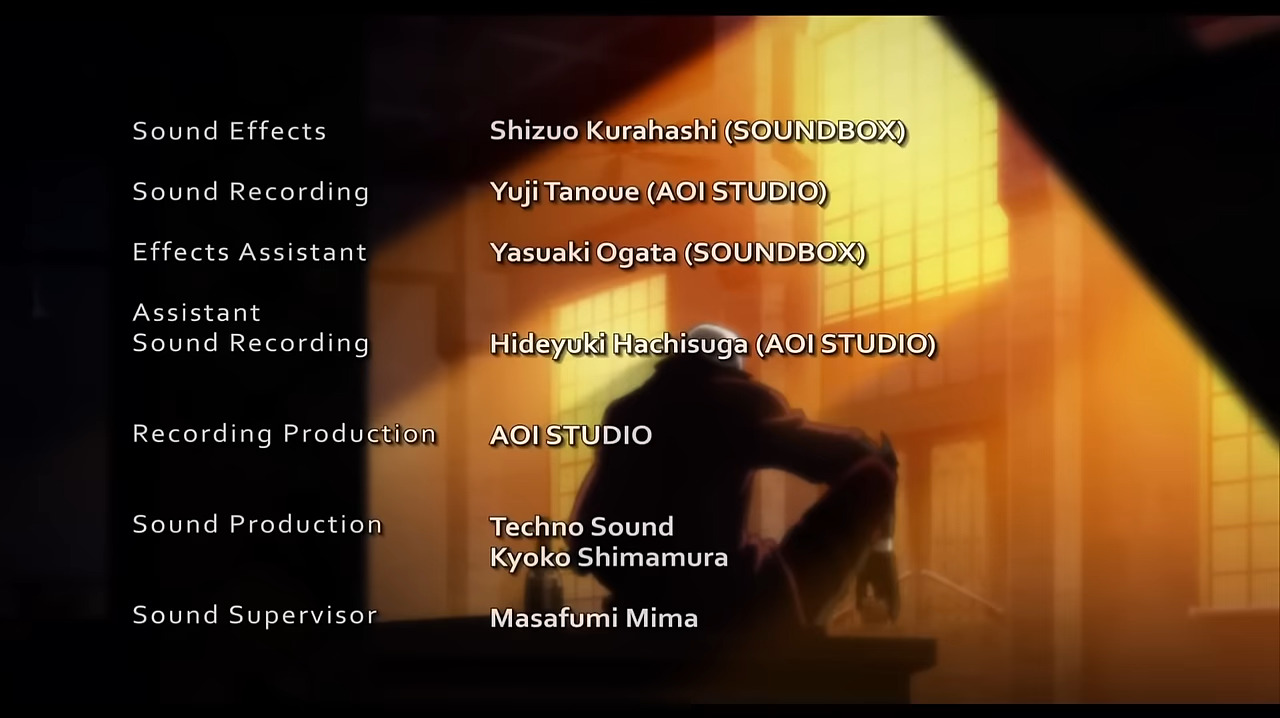 Sound Effects Shizuo Kurahashi (SOUNDBOX)
Sound Recording Yuji Tanoue (AOI STUDIO)
Effects Assistant Yasuaki Ogata (SOUNDBOX)
Assistant
Sound Recording Hideyuki Hachisuga (AOI STUDIO)
Recording Production AOI STUDIO
Sound Production Techno Sound
Kyoko Shimamura
Sound Supervisor Masafumi Mima